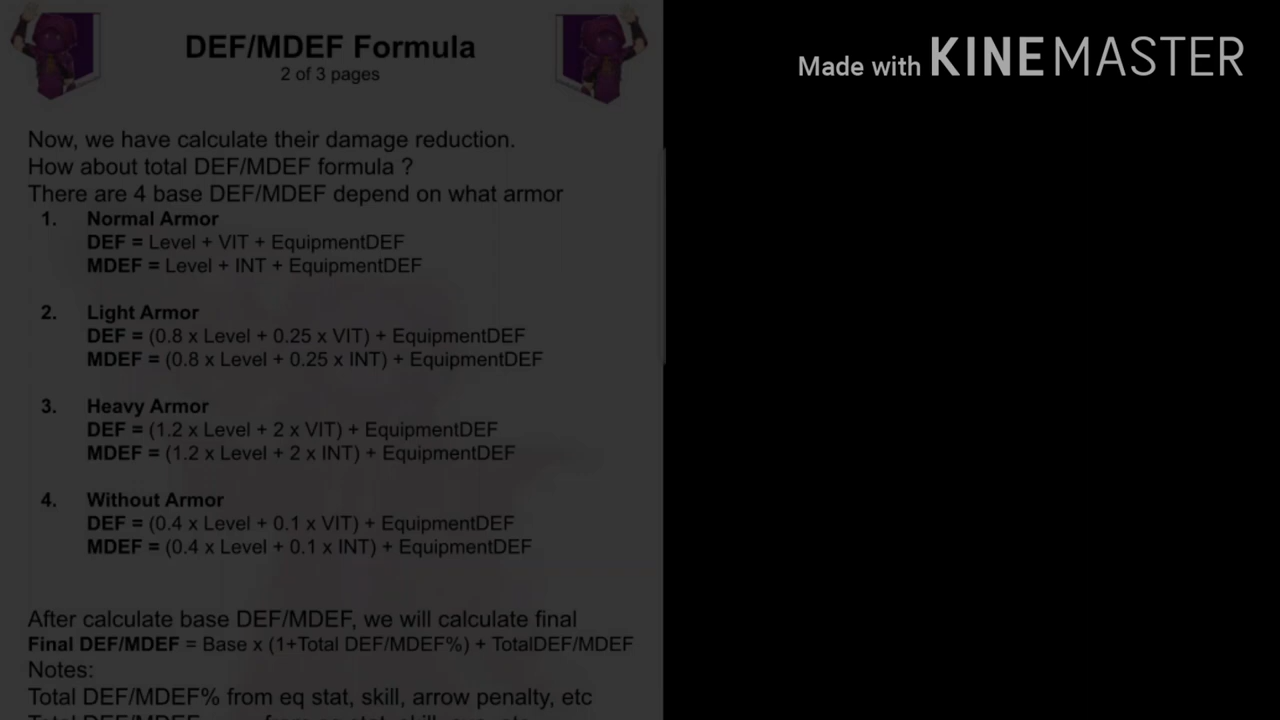 DEF/MDEF Formula
2 of 3 pages
Made with KINEMASTER
Now, we have calculate their damage reduction.
How about total DEF/MDEF formula ?
There are 4 base DEF/MDEF depend on what armor
1. Normal Armor
DEF = Level + VIT + EquipmentDEF
MDEF = Level + INT + EquipmentDEF
2. Light Armor
DEF = (0.8 x Level + 0.25 x VIT) + EquipmentDEF
MDEF = (0.8 x Level + 0.25 x INT) + EquipmentDEF
3. Heavy Armor
DEF = (1.2 x Level + 2 x VIT) + EquipmentDEF
MDEF = (1.2 x Level + 2 x INT) + EquipmentDEF
4. Without Armor
DEF = (0.4 x Level + 0.1 x VIT) + EquipmentDEF
MDEF = (0.4 x Level + 0.1 x INT) + EquipmentDEF
After calculate base DEF/MDEF, we will calculate final
Final DEF/MDEF = Base x (1+Total DEF/MDEF%) + TotalDEF/MDEF
Notes:
Total DEF/MDEF% from eq stat, skill, arrow penalty, etc